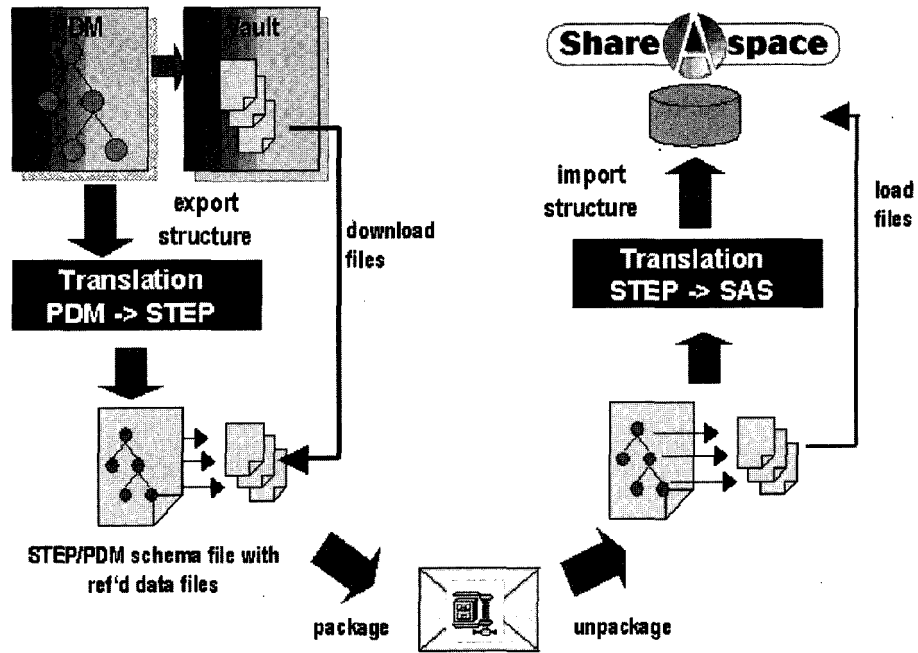 PDM
Vault
Share A space
export
structure
download
files
import
structure
load
files
Translation
PDM -> STEP
Translation
STEP -> SAS
STEP/PDM schema file with
ref'd data files
package
unpackage